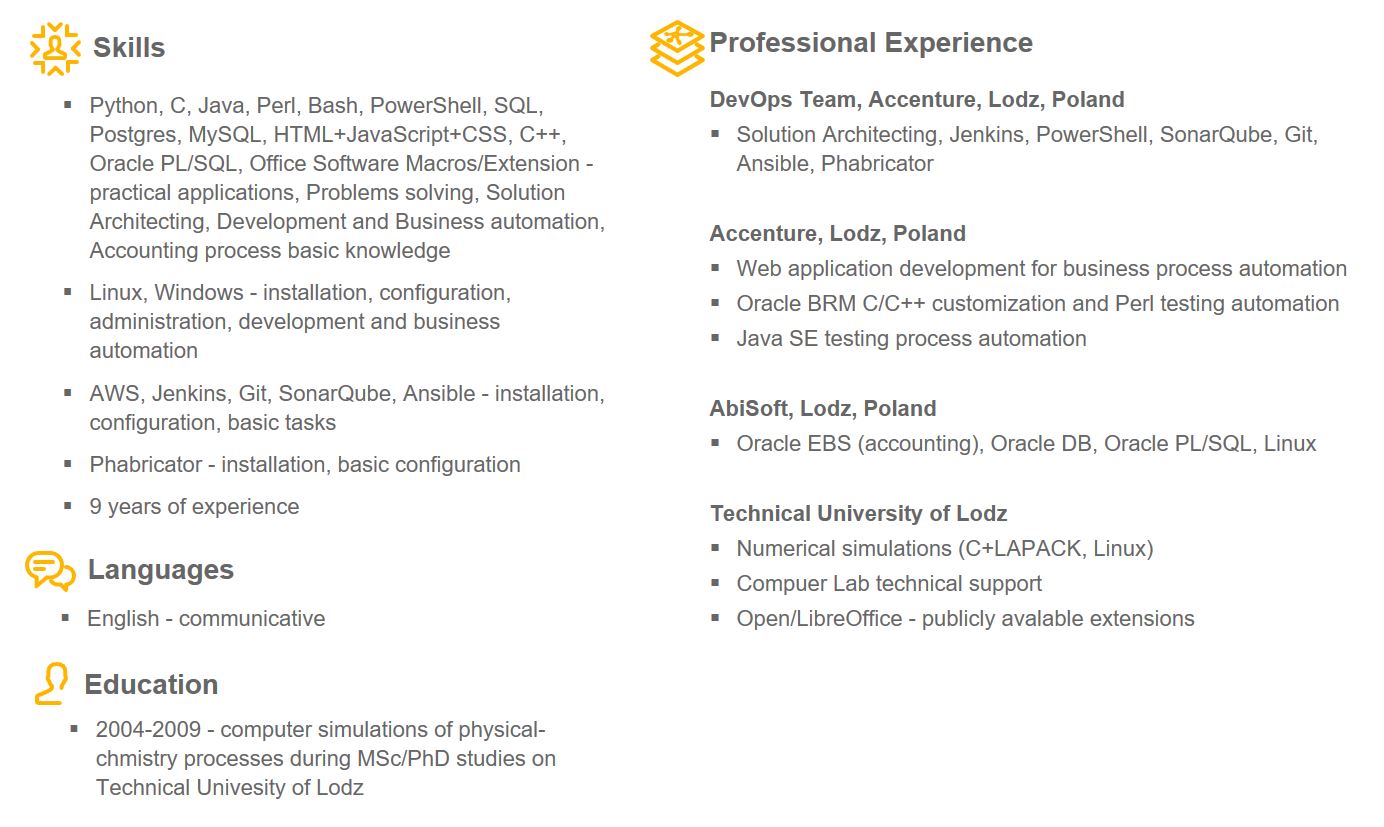 Skills
▪ Python, C, Java, Perl, Bash, PowerShell, SQL,
Postgres, MySQL, HTML+JavaScript+CSS, C++,
Oracle PL/SQL, Office Software Macros/Extension -
practical applications, Problems solving, Solution
Architecting, Development and Business automation,
Accounting process basic knowledge
▪ Linux, Windows - installation, configuration,
administration, development and business
automation
▪ AWS, Jenkins, Git, SonarQube, Ansible - installation,
configuration, basic tasks
▪ Phabricator - installation, basic configuration
▪ 9 years of experience
Languages
▪ English - communicative
Education
▪ 2004-2009 - computer simulations of physical-
chmistry processes during MSc/PhD studies on
Technical Univesity of Lodz
Professional Experience
DevOps Team, Accenture, Lodz, Poland
▪ Solution Architecting, Jenkins, PowerShell, SonarQube, Git,
Ansible, Phabricator
Accenture, Lodz, Poland
▪ Web application development for business process automation
▪ Oracle BRM C/C++ customization and Perl testing automation
▪ Java SE testing process automation
AbiSoft, Lodz, Poland
▪ Oracle EBS (accounting), Oracle DB, Oracle PL/SQL, Linux
Technical University of Lodz
▪ Numerical simulations (C+LAPACK, Linux)
▪ Compuer Lab technical support
▪ Open/LibreOffice - publicly avalable extensions